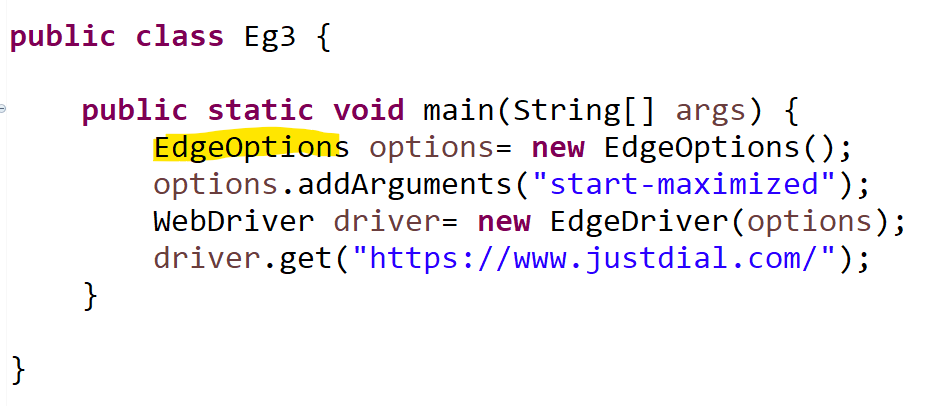 public class Eg3 {
public static void main(String[] args) {
EdgeOptions options= new EdgeOptions();
options.addArguments("start-maximized");
WebDriver driver= new EdgeDriver(options);
driver.get("https://www.justdial.com/");
}
}